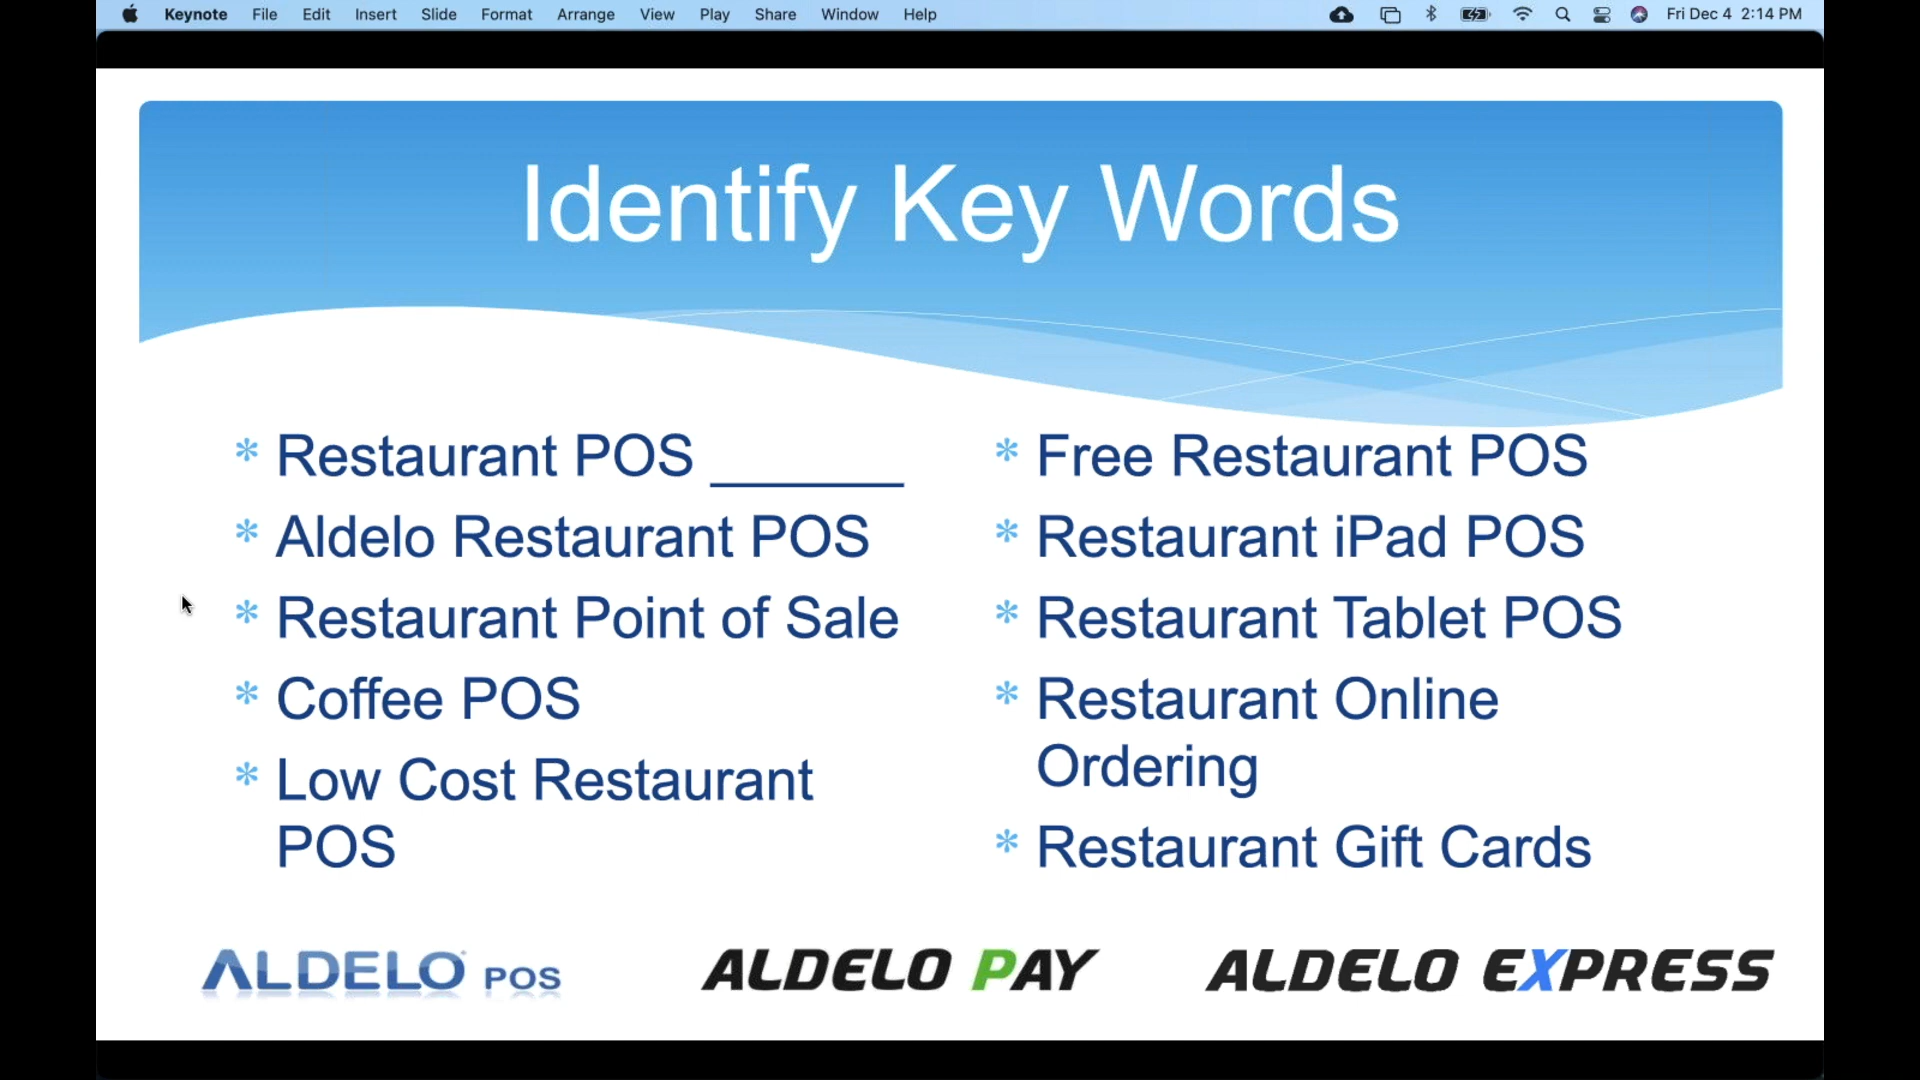 Keynote File Edit Insert Slide Format Arrange View Play Share Window Help Fri Dec 4 2:14 PM
Identify Key Words
* Restaurant POS ______
* Aldelo Restaurant POS
* Restaurant Point of Sale
* Coffee POS
* Low Cost Restaurant
POS
* Free Restaurant POS
* Restaurant iPad POS
* Restaurant Tablet POS
* Restaurant Online
Ordering
* Restaurant Gift Cards
ALDELO POS
ALDELO PAY
ALDELO EXPRESS